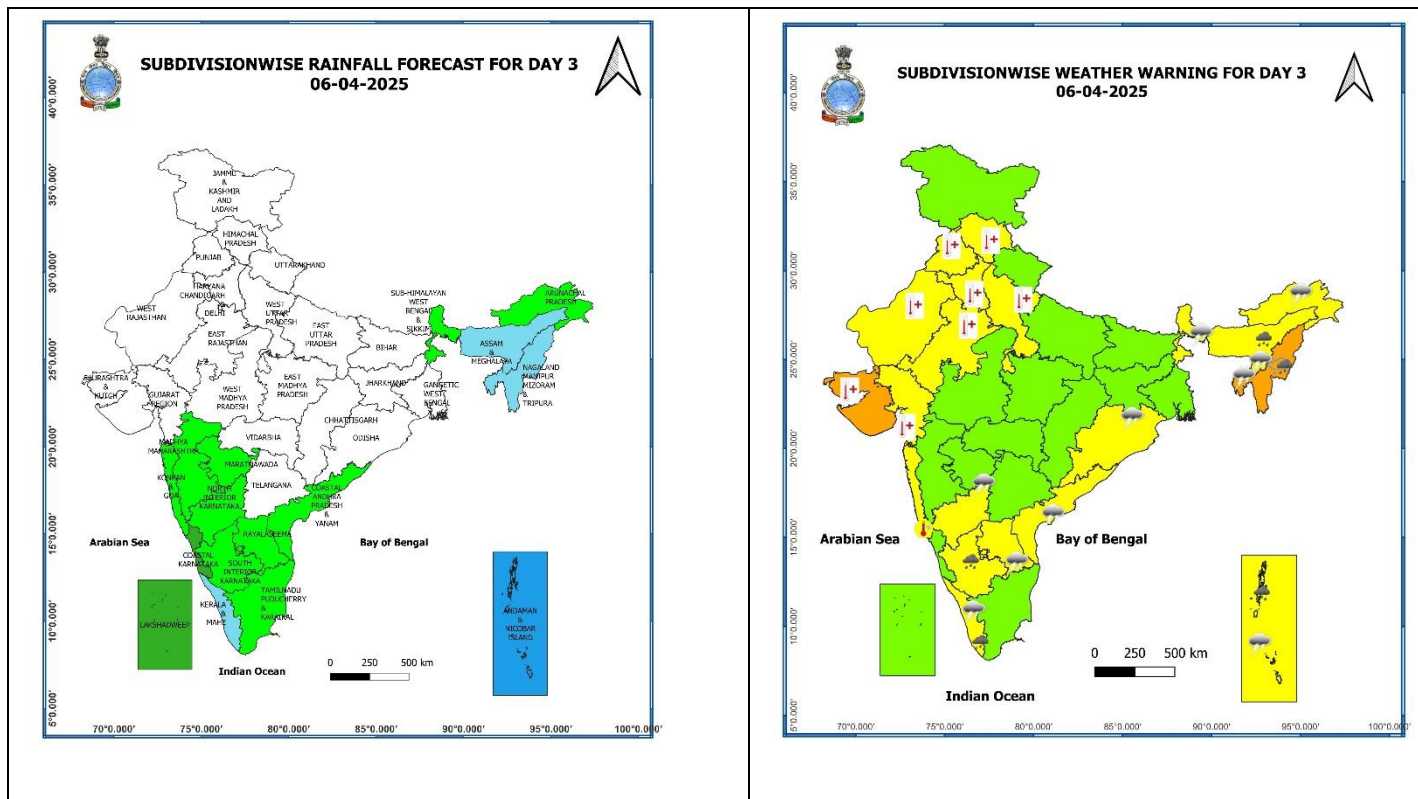 SUBDIVISIONWISE RAINFALL FORECAST FOR DAY 3
06-04-2025
40°0.000'
35°0.000'
30°0.000'
25°0.000'
20°0.000'
15°0.000'
10°0.000'
5°0.000'
JAMMU
&
KASHMIR
AND
LADAKH
HIMACHAL
PRADESH
PUNJAB
UTTARAKHAND
HARYANA
CHANDIGARH
DELHI
WEST
RAJASTHAN
WEST
UTTAR
PRADESH
EAST
RAJASTHAN
EAST
UTTAR
PRADESH
SUB-HIMALAYAN
WEST
BENGAL
&
SIKKIM
ARUNACHAL
PRADESH
ASSAM
&
MEGHALAYA
NAGALAND
MANIPUR
MIZORAM
&
TRIPURA
BIHAR
SAURASHTRA
&
KUTCH
GUJARAT
REGION
WEST
MADHYA
PRADESH
EAST
MADHYA
PRADESH
JHARKHAND
GANGETIC
WEST
BENGAL
CHHATTISGARH
ODISHA
VIDARBHA
MADHYA
MAHARASHTRA
MARATHAWADA
KONKAN
&
GOA
NORTH
INTERIOR
KARNATAKA
TELANGANA
COASTAL
ANDHRA
PRADESH
&
YANAM
RAYALASEEMA
Arabian Sea
Bay of Bengal
COASTAL
KARNATAKA
SOUTH
INTERIOR
KARNATAKA
TAMILNADU
PUDUCHERRY
&
KARAIKAL
KERALA
&
MAHE
LAKSHADWEEP
ANDAMAN
&
NICOBAR
ISLAND
Indian Ocean
0 250 500 km
70°0.000' 75°0.000' 80°0.000' 85°0.000' 90°0.000' 95°0.000' 100°0.000'
SUBDIVISIONWISE WEATHER WARNING FOR DAY 3
06-04-2025
40°0.000'
35°0.000'
30°0.000'
25°0.000'
20°0.000'
15°0.000'
10°0.000'
5°0.000'
Arabian Sea
Bay of Bengal
Indian Ocean
0 250 500 km
70°0.000' 75°0.000' 80°0.000' 85°0.000' 90°0.000' 95°0.000' 100°0.000'